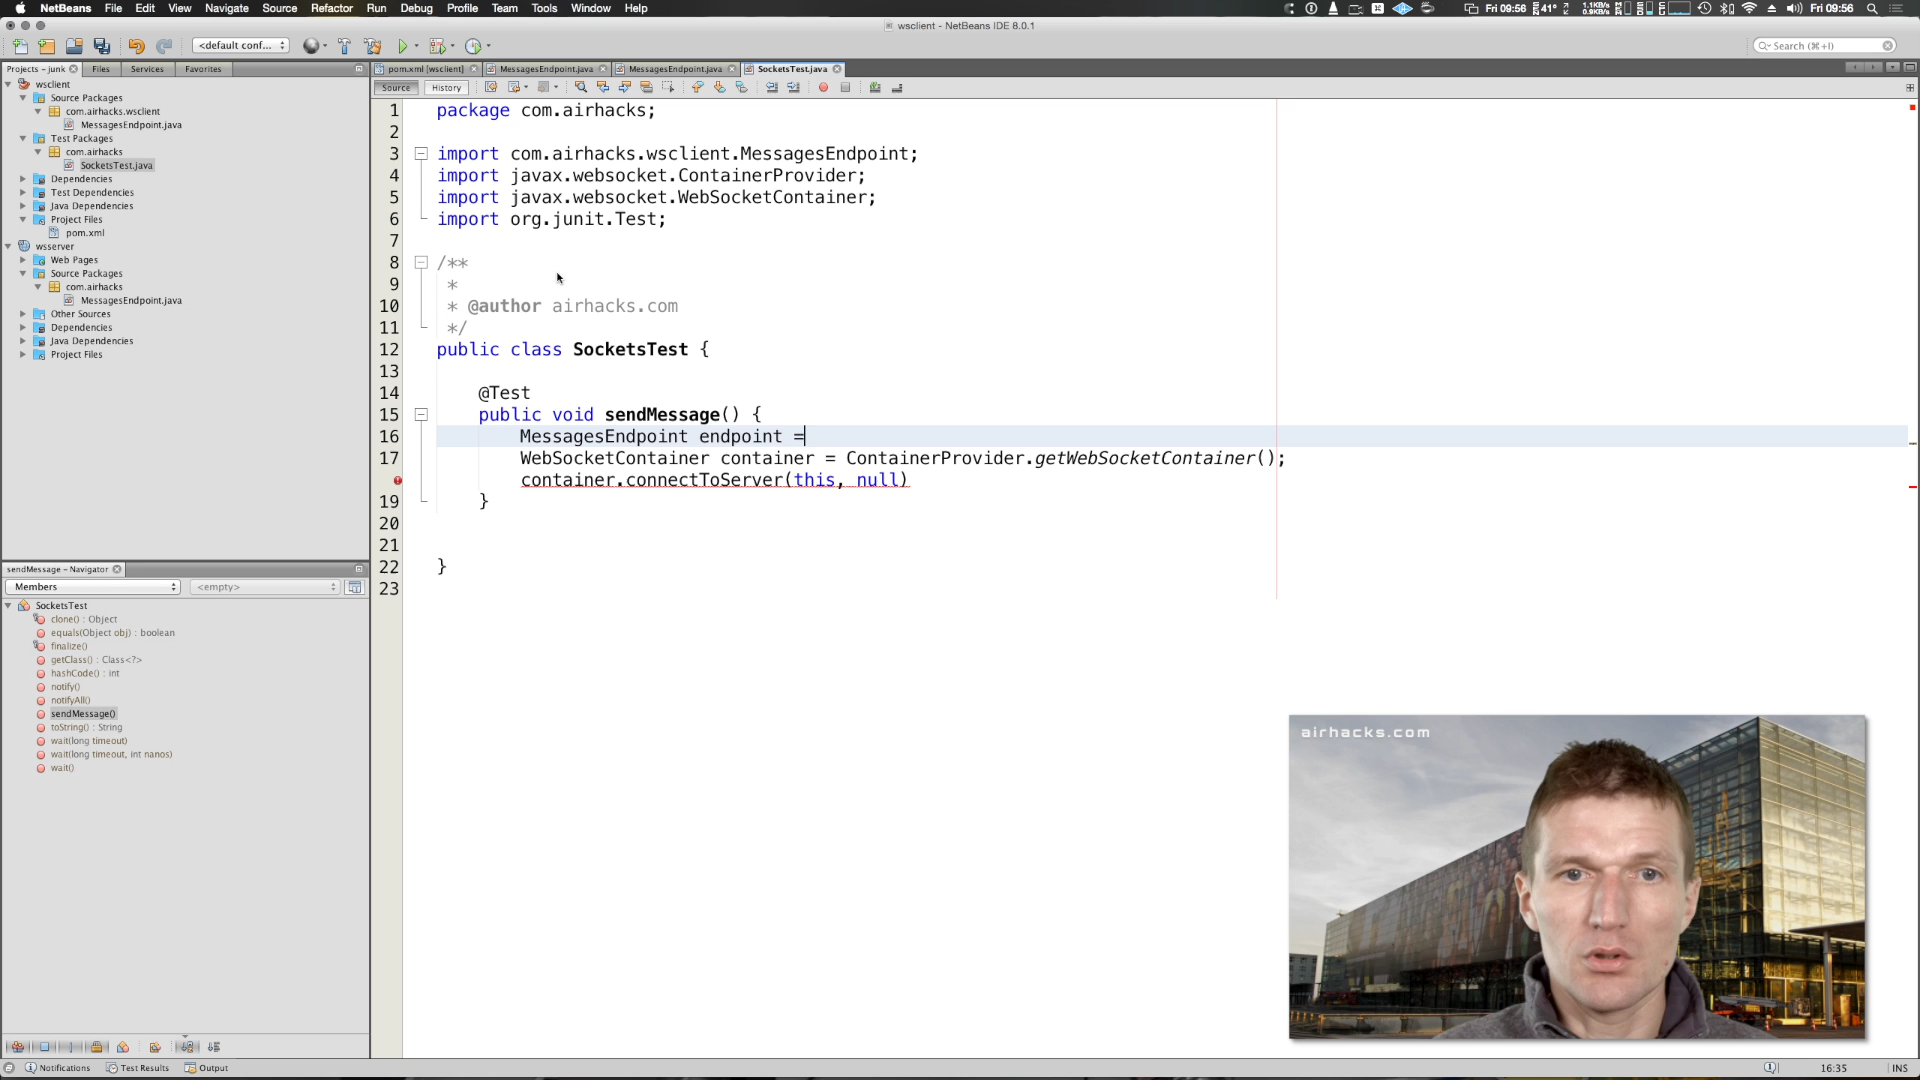 NetBeans File Edit View Navigate Source Refactor Run Debug Profile Team Tools Window Help
Fri 09:56 41° Fri 09:56
wsclient - NetBeans IDE 8.0.1
<default conf... Search (⌘+I)
Projects - junk Files Services Favorites
pom.xml [wsclient] MessagesEndpoint.java MessagesEndpoint.java SocketsTest.java
Source History
wsclient
Source Packages
com.airhacks.wsclient
MessagesEndpoint.java
Test Packages
com.airhacks
SocketsTest.java
Dependencies
Test Dependencies
Java Dependencies
Project Files
pom.xml
wsserver
Web Pages
Source Packages
com.airhacks
MessagesEndpoint.java
Other Sources
Dependencies
Java Dependencies
Project Files
1 package com.airhacks;
2
3 import com.airhacks.wsclient.MessagesEndpoint;
4 import javax.websocket.ContainerProvider;
5 import javax.websocket.WebSocketContainer;
6 import org.junit.Test;
7
8 /**
9 *
10 * @author airhacks.com
11 */
12 public class SocketsTest {
13
14 @Test
15 public void sendMessage() {
16 MessagesEndpoint endpoint =
17 WebSocketContainer container = ContainerProvider.getWebSocketContainer();
container.connectToServer(this, null)
19 }
20
21
22 }
23
sendMessage - Navigator
Members <empty>
SocketsTest
clone() : Object
equals(Object obj) : boolean
finalize()
getClass() : Class<?>
hashCode() : int
notify()
notifyAll()
sendMessage()
toString() : String
wait(long timeout)
wait(long timeout, int nanos)
wait()
airhacks.com
Notifications Test Results Output
16:35 INS